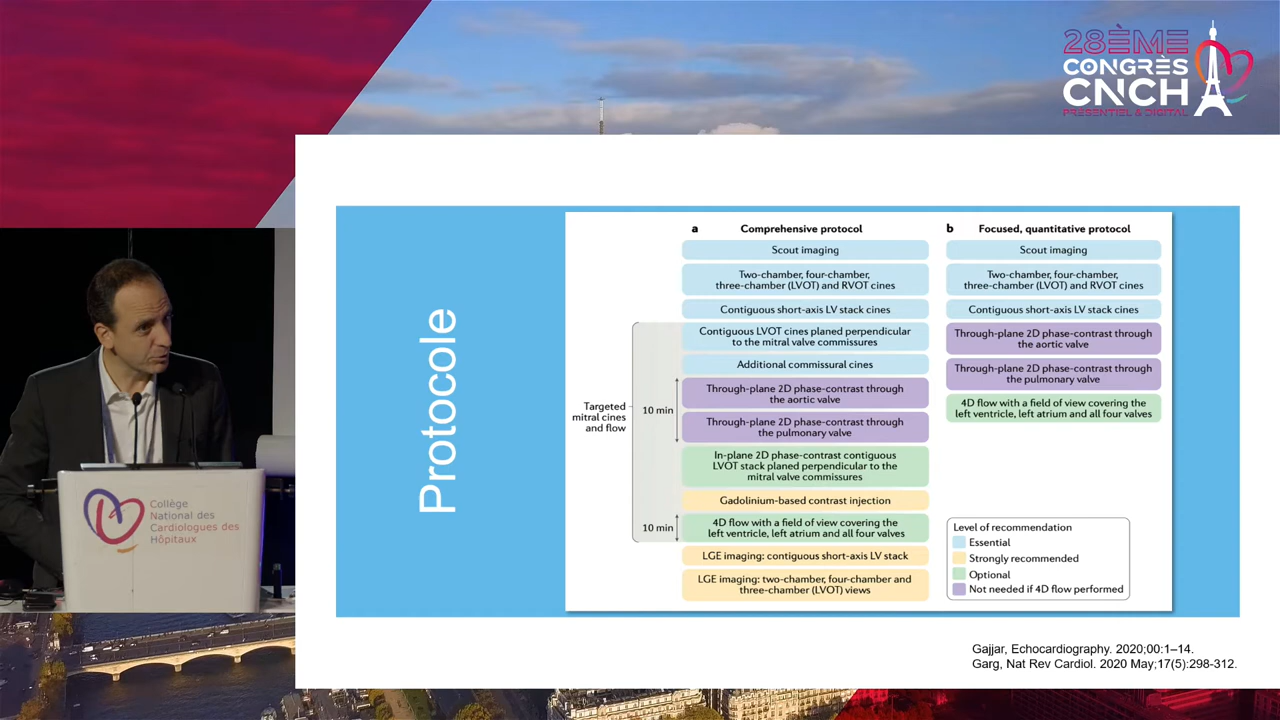 28ÈME
CONGRÈS
CNCH
PRÉSENTIEL & DIGITAL
Protocole
a Comprehensive protocol
Scout imaging
Two-chamber, four-chamber,
three-chamber (LVOT) and RVOT cines
Contiguous short-axis LV stack cines
Contiguous LVOT cines planed perpendicular
to the mitral valve commissures
Additional commissural cines
Through-plane 2D phase-contrast through
the aortic valve
Through-plane 2D phase-contrast through
the pulmonary valve
In-plane 2D phase-contrast contiguous
LVOT stack planed perpendicular to the
mitral valve commissures
Gadolinium-based contrast injection
4D flow with a field of view covering the
left ventricle, left atrium and all four valves
LGE imaging: contiguous short-axis LV stack
LGE imaging: two-chamber, four-chamber and
three-chamber (LVOT) views
Targeted
mitral cines
and flow
10 min
10 min
b Focused, quantitative protocol
Scout imaging
Two-chamber, four-chamber,
three-chamber (LVOT) and RVOT cines
Contiguous short-axis LV stack cines
Through-plane 2D phase-contrast through
the aortic valve
Through-plane 2D phase-contrast through
the pulmonary valve
4D flow with a field of view covering the
left ventricle, left atrium and all four valves
Level of recommendation
Essential
Strongly recommended
Optional
Not needed if 4D flow performed
Gajjar, Echocardiography. 2020;00:1–14.
Garg, Nat Rev Cardiol. 2020 May;17(5):298-312.
Collège
National des
Cardiologues des
Hôpitaux